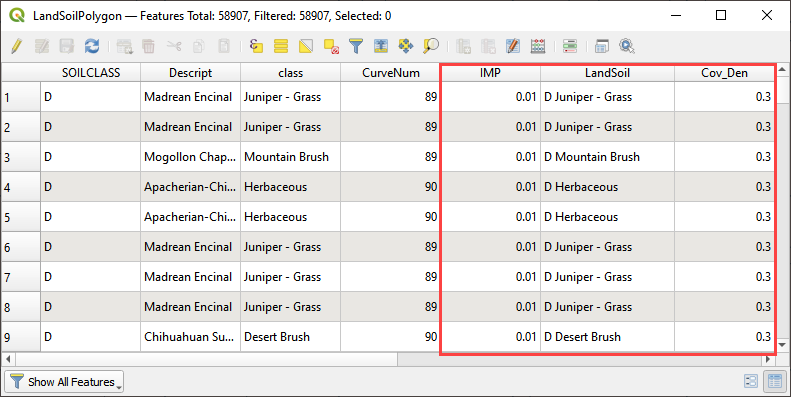 LandSoilPolygon — Features Total: 58907, Filtered: 58907, Selected: 0
SOILCLASS Descript class CurveNum IMP LandSoil Cov_Den
1 D Madrean Encinal Juniper - Grass 89 0.01 D Juniper - Grass 0.3
2 D Madrean Encinal Juniper - Grass 89 0.01 D Juniper - Grass 0.3
3 D Mogollon Chap... Mountain Brush 89 0.01 D Mountain Brush 0.3
4 D Apacherian-Chi... Herbaceous 90 0.01 D Herbaceous 0.3
5 D Apacherian-Chi... Herbaceous 90 0.01 D Herbaceous 0.3
6 D Madrean Encinal Juniper - Grass 89 0.01 D Juniper - Grass 0.3
7 D Madrean Encinal Juniper - Grass 89 0.01 D Juniper - Grass 0.3
8 D Madrean Encinal Juniper - Grass 89 0.01 D Juniper - Grass 0.3
9 D Chihuahuan Su... Desert Brush 90 0.01 D Desert Brush 0.3
Show All Features